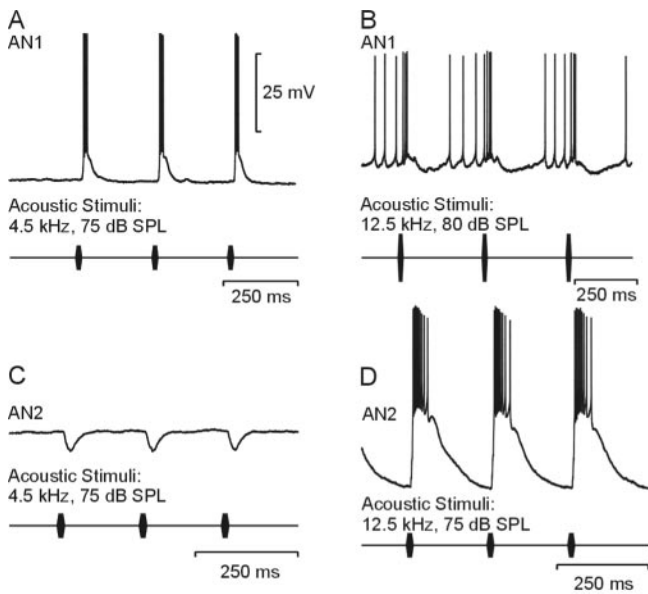 A
AN1
25 mV
Acoustic Stimuli:
4.5 kHz, 75 dB SPL
250 ms
B
AN1
Acoustic Stimuli:
12.5 kHz, 80 dB SPL
250 ms
C
AN2
Acoustic Stimuli:
4.5 kHz, 75 dB SPL
250 ms
D
AN2
Acoustic Stimuli:
12.5 kHz, 75 dB SPL
250 ms